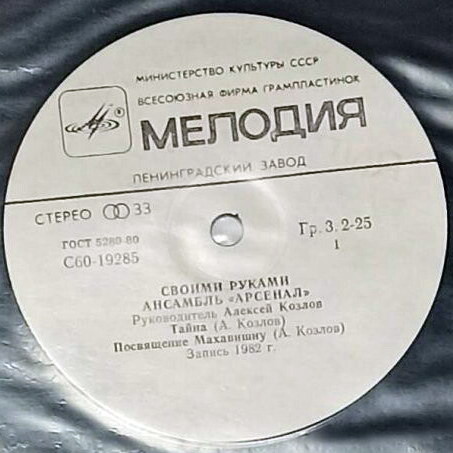 МИНИСТЕРСТВО КУЛЬТУРЫ СССР
ВСЕСОЮЗНАЯ ФИРМА ГРАМПЛАСТИНОК
МЕЛОДИЯ
ЛЕНИНГРАДСКИЙ ЗАВОД
СТЕРЕО 33
ГОСТ 5289-80
С60-19285
Гр. 3. 2-25
1
СВОИМИ РУКАМИ
АНСАМБЛЬ «АРСЕНАЛ»
Руководитель Алексей Козлов
Тайна (А. Козлов)
Посвящение Махавишну (А. Козлов)
Запись 1982 г.